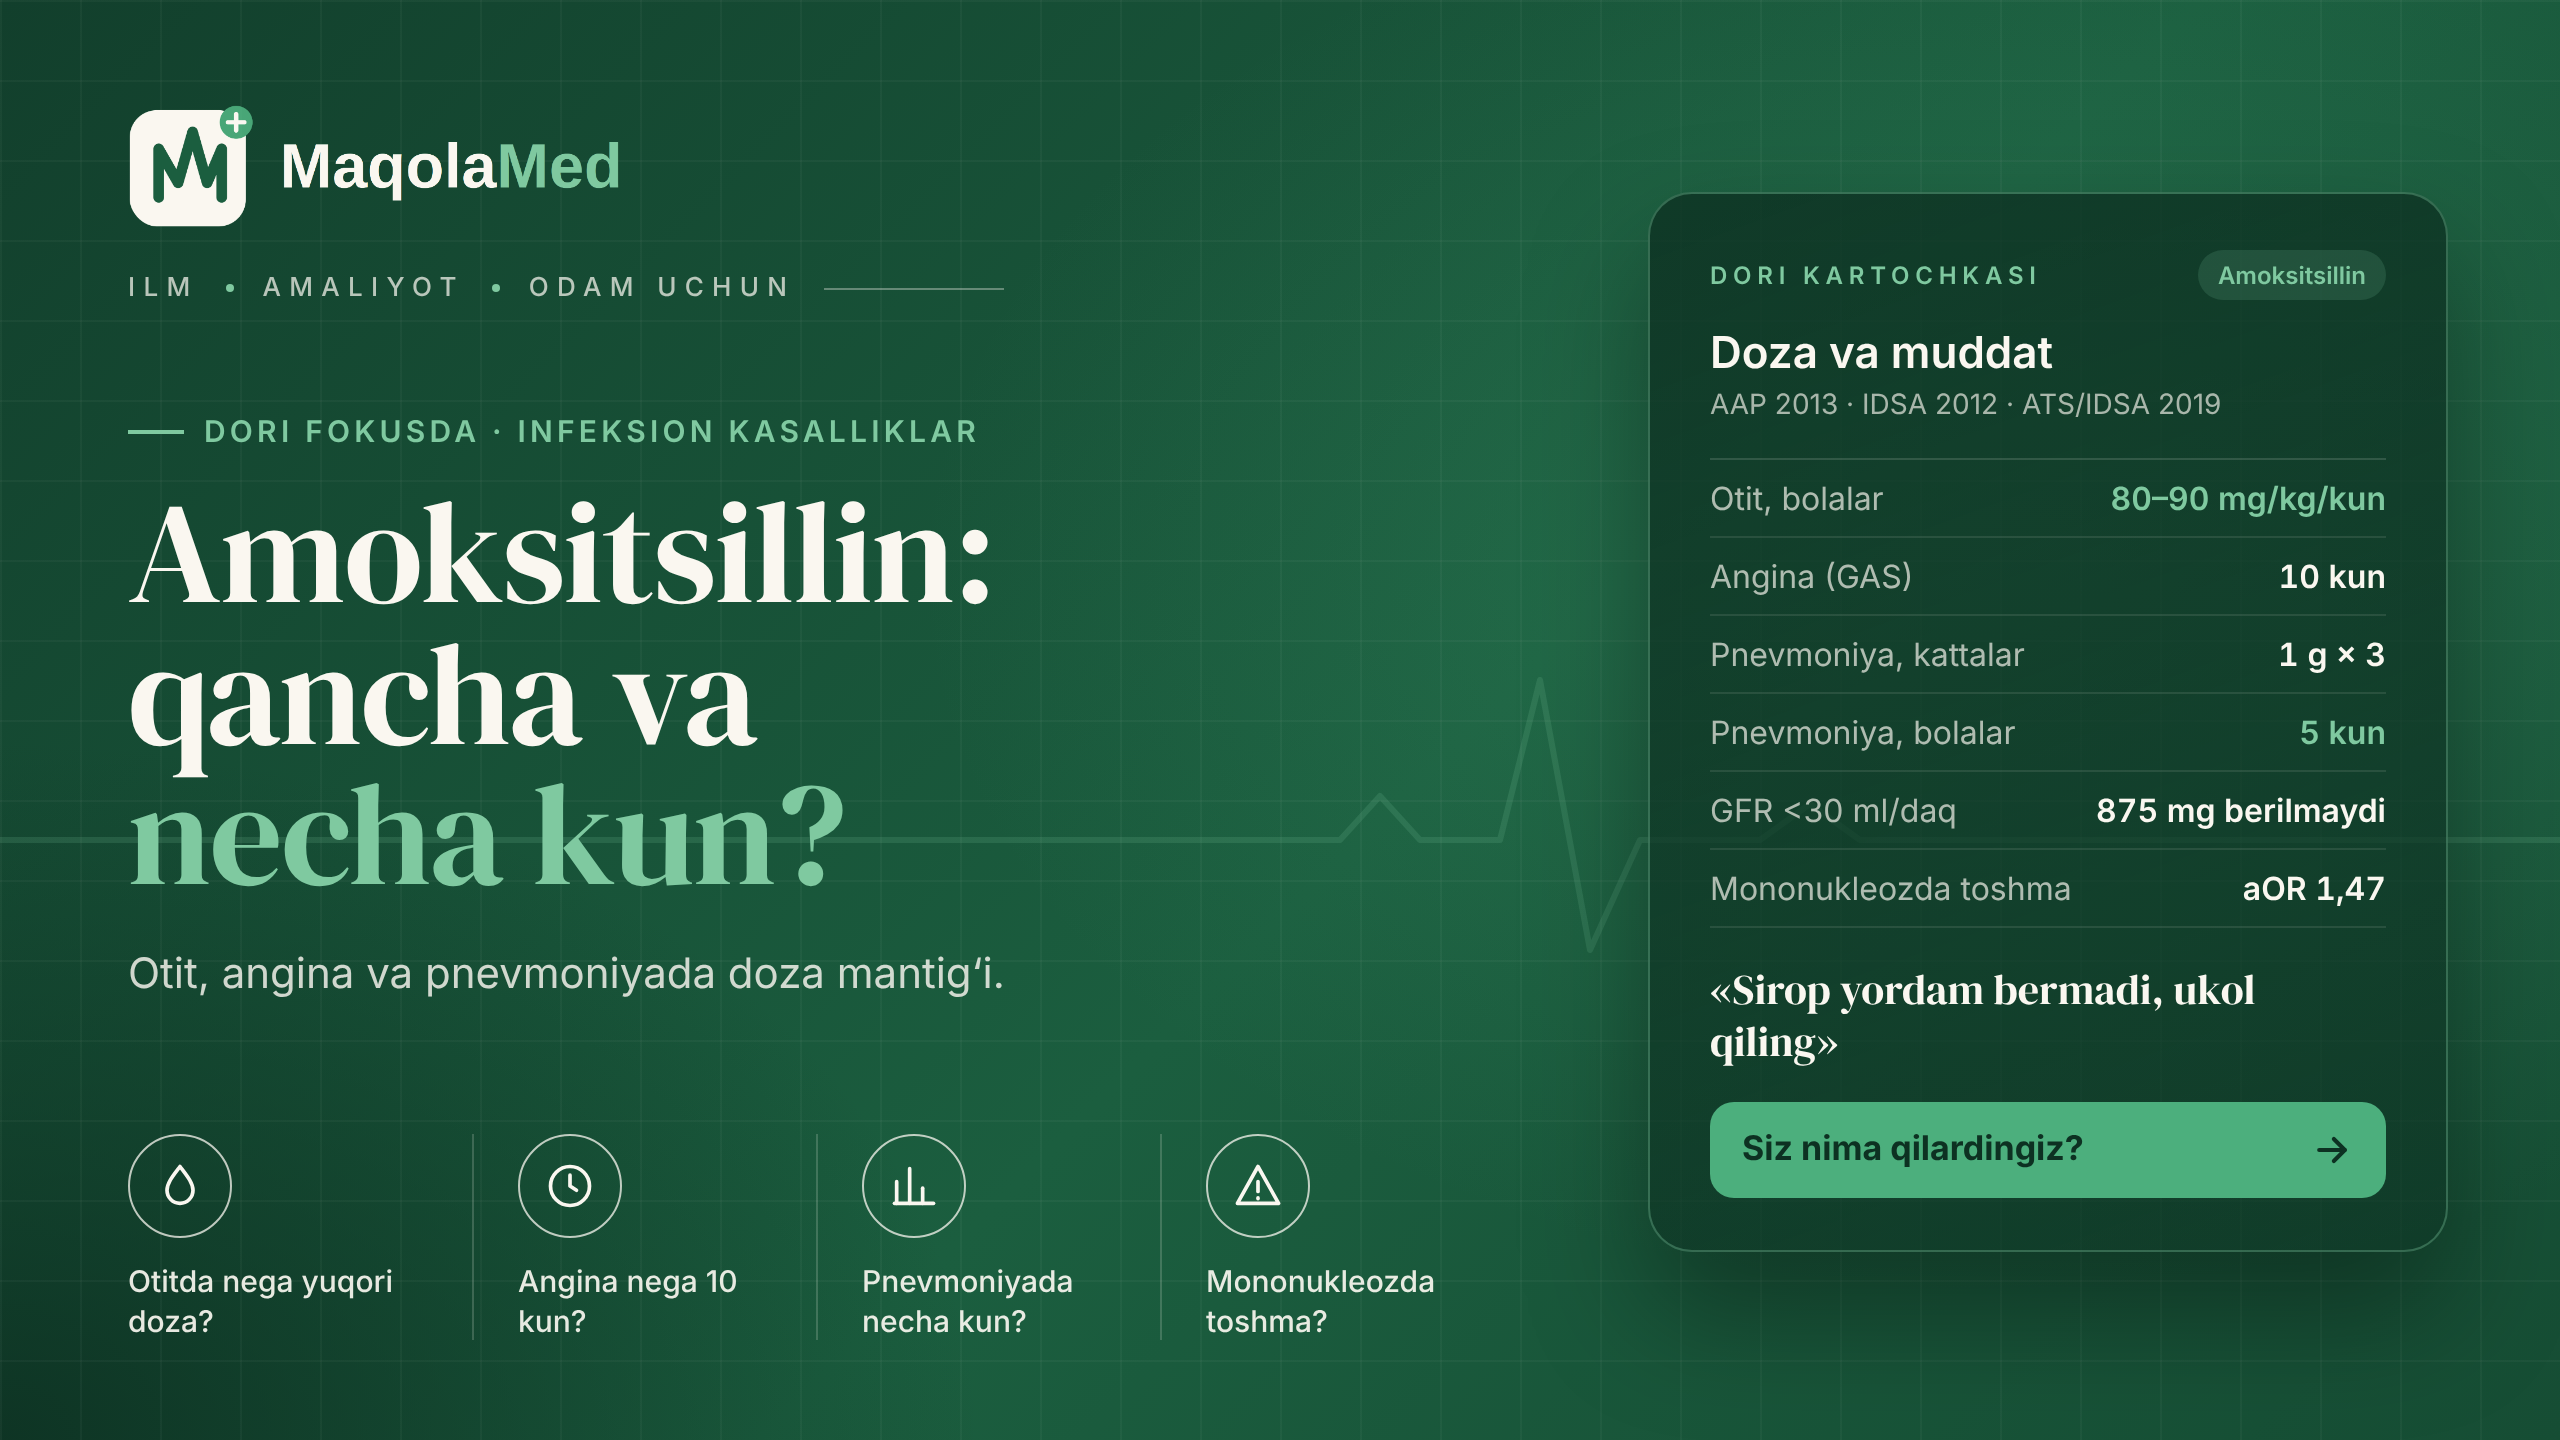 MaqolaMed
ILM • AMALIYOT • ODAM UCHUN
DORI FOKUSDA · INFEKSION KASALLIKLAR
Amoksitsillin:
qancha va
necha kun?
Otit, angina va pnevmoniyada doza mantig‘i.
Otitda nega yuqori
doza?
Angina nega 10
kun?
Pnevmoniyada
necha kun?
Mononukleozda
toshma?
DORI KARTOCHKASI
Amoksitsillin
Doza va muddat
AAP 2013 · IDSA 2012 · ATS/IDSA 2019
Otit, bolalar 80–90 mg/kg/kun
Angina (GAS) 10 kun
Pnevmoniya, kattalar 1 g × 3
Pnevmoniya, bolalar 5 kun
GFR <30 ml/daq 875 mg berilmaydi
Mononukleozda toshma aOR 1,47
«Sirop yordam bermadi, ukol
qiling»
Siz nima qilardingiz? →